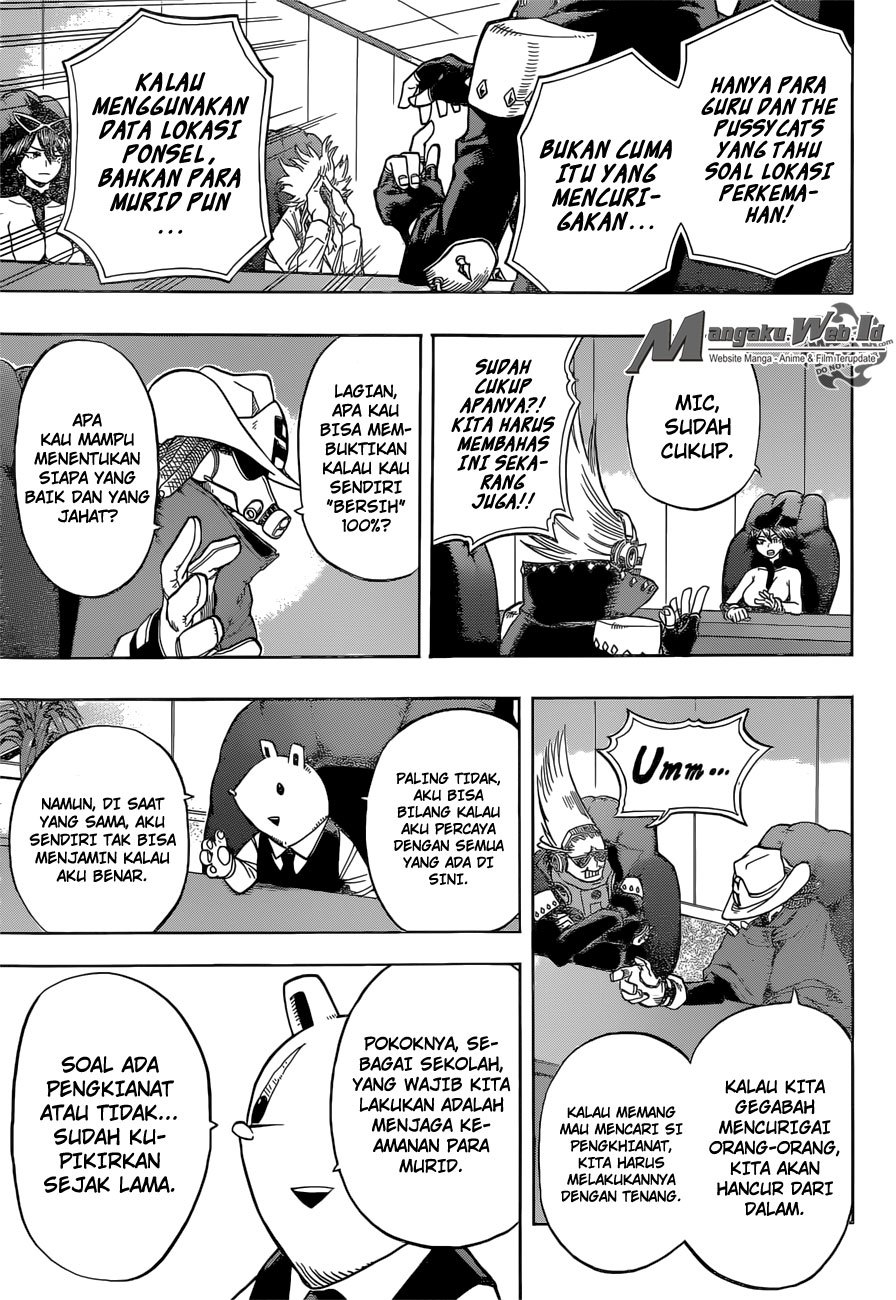 HANYA PARA
GURU DAN THE
PUSSYCATS
YANG TAHU
SOAL LOKASI
PERKEMA-
HAN!
BUKAN CUMA
ITU YANG
MENCURI-
GAKAN...
KALAU
MENGGUNAKAN
DATA LOKASI
PONSEL,
BAHKAN PARA
MURID PUN
...
Mangaku.Web.Id
.com
Website Manga - Anime & Film Terupdate
DO NOT
MIC,
SUDAH
CUKUP.
SUDAH
CUKUP
APANYA?!
KITA HARUS
MEMBAHAS
INI SEKA-
RANG
JUGA!!
LAGIAN,
APA KAU
BISA MEM-
BUKTIKAN
KALAU KAU
SENDIRI
"BERSIH"
100%?
APA
KAU MAMPU
MENENTUKAN
SIAPA YANG
BAIK DAN YANG
JAHAT?
Umm...
KALAU KITA
GEGABAH
MENCURIGAI
ORANG-ORANG,
KITA AKAN
HANCUR DARI
DALAM.
KALAU MEMANG
MAU MENCARI SI
PENGKHIANAT,
KITA HARUS
MELAKUKANNYA
DENGAN TENANG.
PALING TIDAK,
AKU BISA
BILANG KALAU
AKU PERCAYA
DENGAN SEMUA
YANG ADA DI
SINI.
NAMUN, DI SAAT
YANG SAMA, AKU
SENDIRI TAK BISA
MENJAMIN KALAU
AKU BENAR.
POKOKNYA, SE-
BAGAI SEKOLAH,
YANG WAJIB KITA
LAKUKAN ADALAH
MENJAGA KE-
AMANAN PARA
MURID.
SOAL ADA
PENGKIANAT
ATAU TIDAK...
SUDAH KU-
PIKIRKAN
SEJAK LAMA.